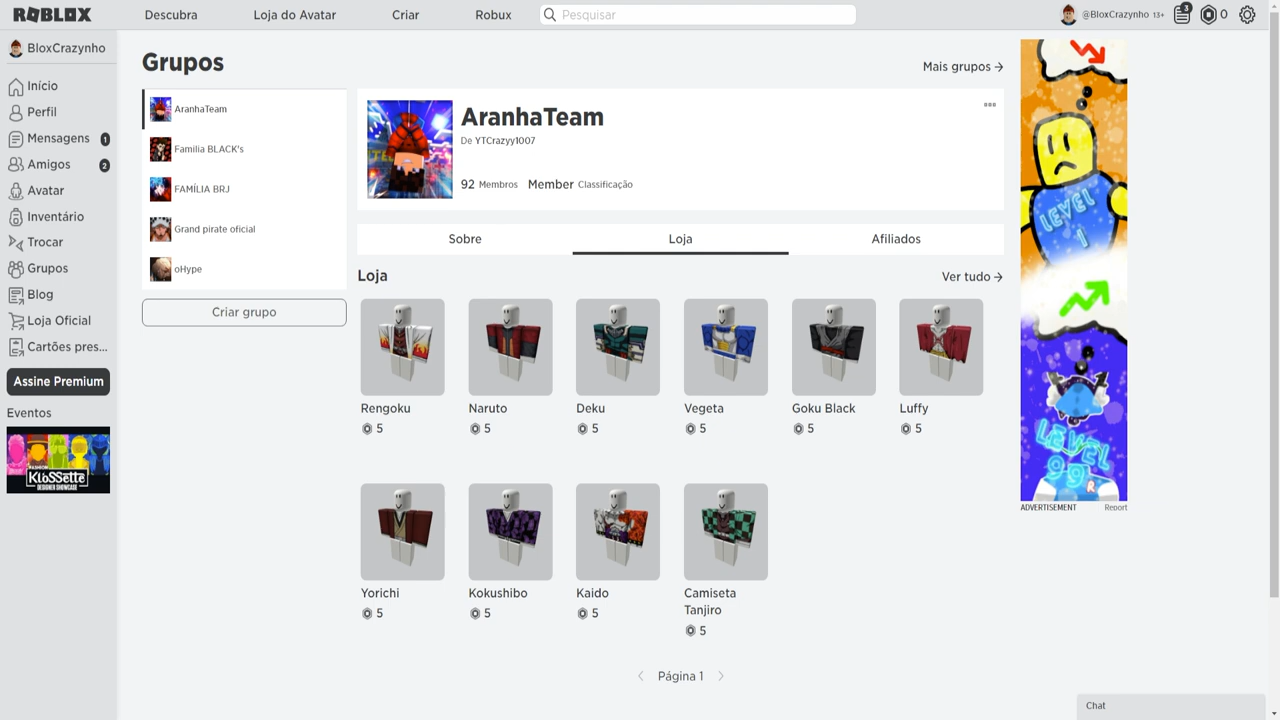 ROBLOX
Descubra
Loja do Avatar
Criar
Robux
Pesquisar
@BloxCrazynho 13+
3
0
BloxCrazynho
Início
Perfil
Mensagens 1
Amigos 2
Avatar
Inventário
Trocar
Grupos
Blog
Loja Oficial
Cartões pres...
Assine Premium
Eventos
FASHION
KLOSSETTE
DESIGNER SHOWCASE
Grupos
Mais grupos
AranhaTeam
Familia BLACK's
FAMÍLIA BRJ
Grand pirate oficial
oHype
Criar grupo
AranhaTeam
De YTCrazyy1007
92 Membros Member Classificação
Sobre
Loja
Afiliados
Loja
Ver tudo
Rengoku
5
Naruto
5
Deku
5
Vegeta
5
Goku Black
5
Luffy
5
Yorichi
5
Kokushibo
5
Kaido
5
Camiseta
Tanjiro
5
Página 1
LEVEL
1
LEVEL
99
ADVERTISEMENT
Report
Chat